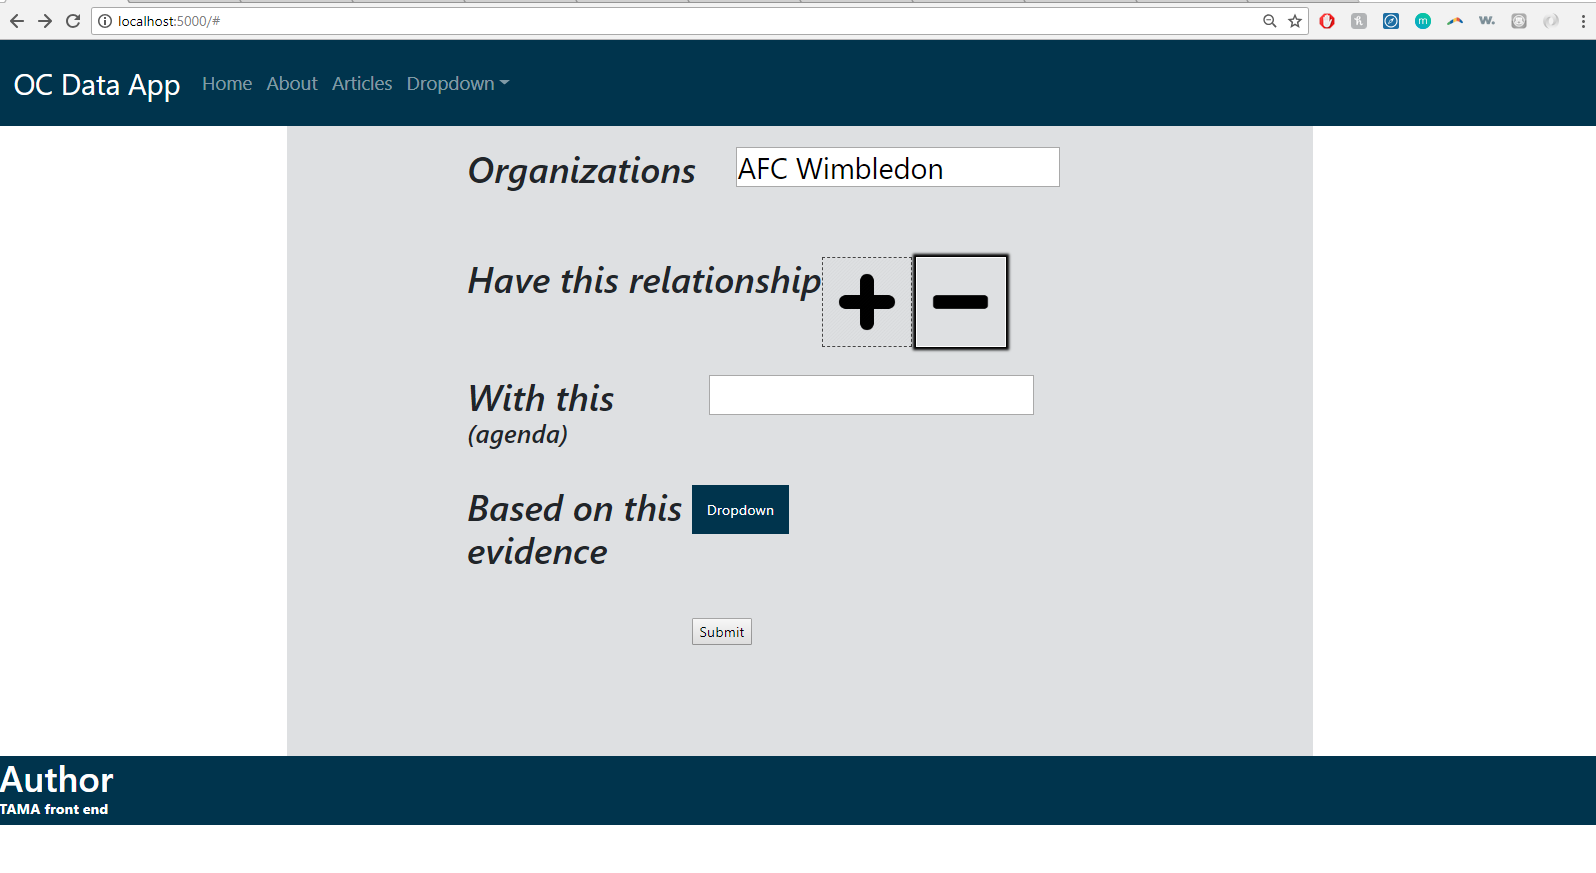 localhost:5000/#
OC Data App Home About Articles Dropdown
Organizations AFC Wimbledon
Have this relationship
With this
(agenda)
Based on this Dropdown
evidence
Submit
Author
TAMA front end